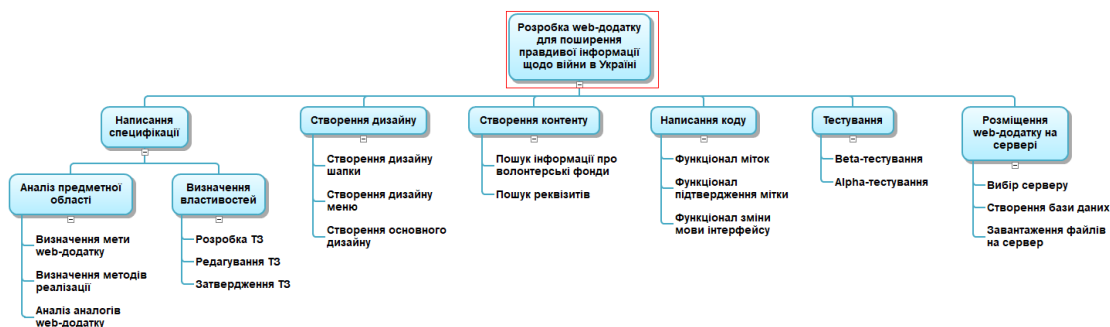 Розробка web-додатку
для поширення
правдивої інформації
щодо війни в Україні
Написання
специфікації
Створення дизайну
Створення контенту
Написання коду
Тестування
Розміщення
web-додатку на
сервері
Аналіз предметної
області
Визначення
властивостей
Визначення мети
web-додатку
Визначення методів
реалізації
Аналіз аналогів
web-додатку
Розробка ТЗ
Редагування ТЗ
Затвердження ТЗ
Створення дизайну
шапки
Створення дизайну
меню
Створення основного
дизайну
Пошук інформації про
волонтерські фонди
Пошук реквізитів
Функціонал міток
Функціонал
підтвердження мітки
Функціонал зміни
мови інтерфейсу
Beta-тестування
Alpha-тестування
Вибір серверу
Створення бази даних
Завантаження файлів
на сервер